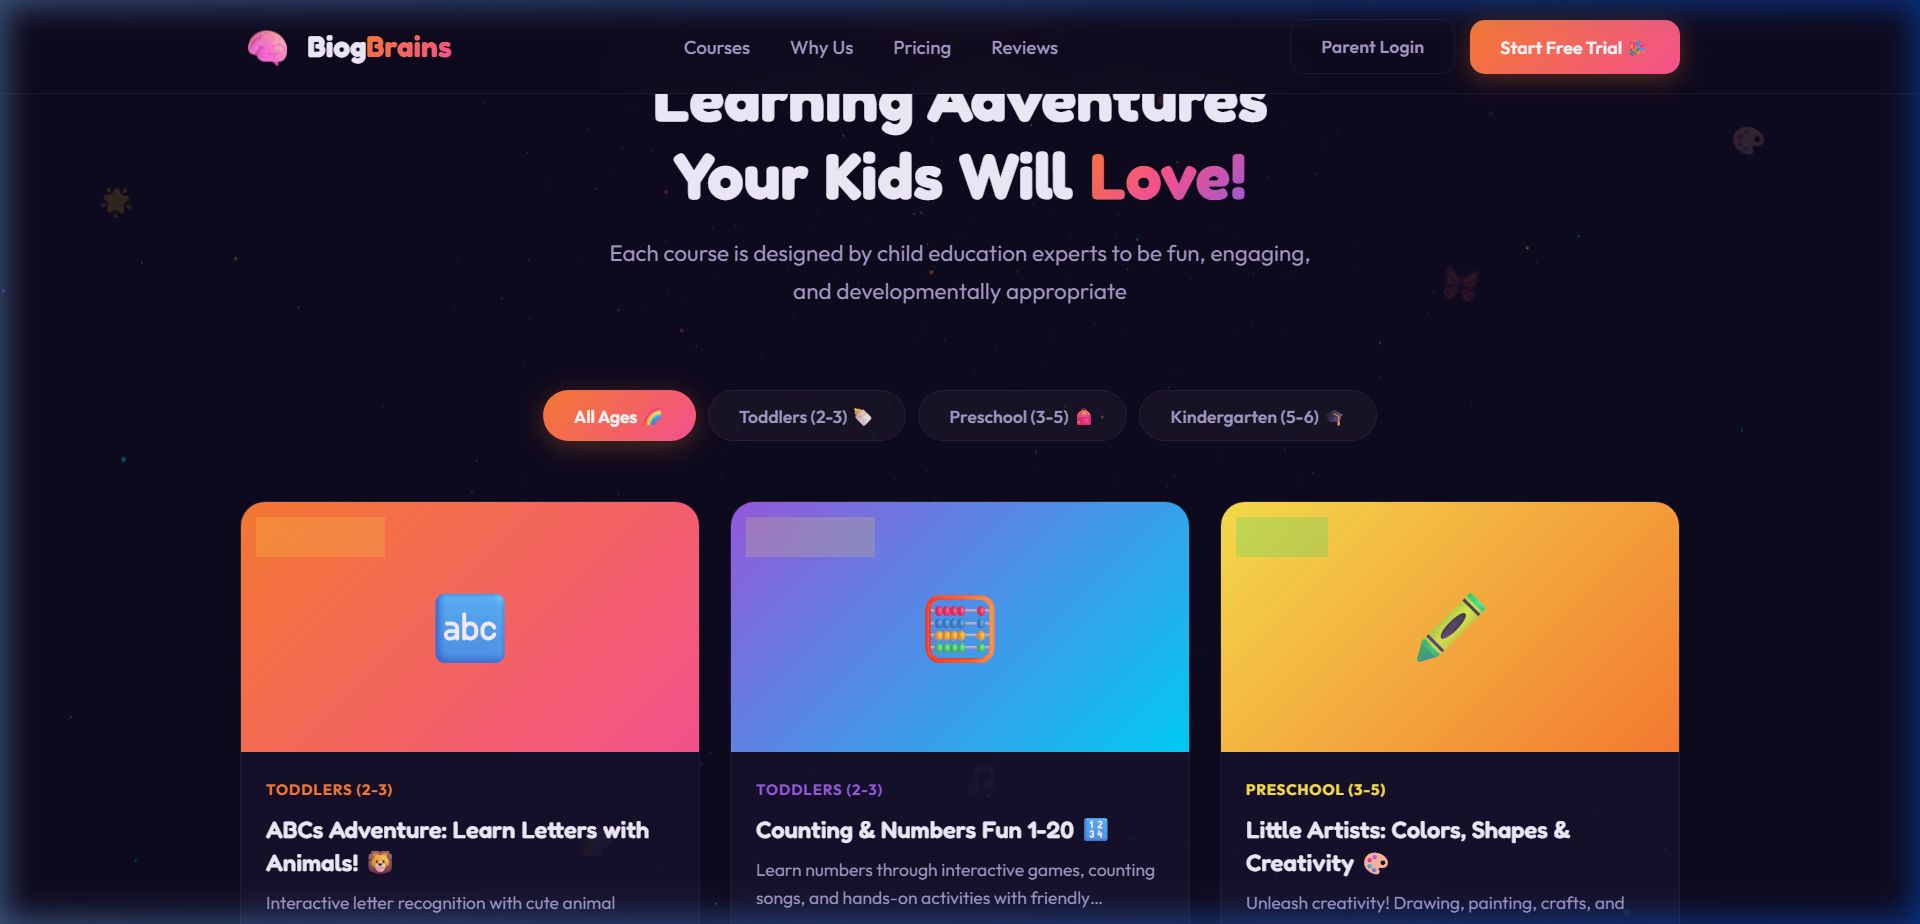 BiogBrains
Courses
Why Us
Pricing
Reviews
Parent Login
Start Free Trial
Learning Adventures
Your Kids Will Love!
Each course is designed by child education experts to be fun, engaging,
and developmentally appropriate
All Ages
Toddlers (2-3)
Preschool (3-5)
Kindergarten (5-6)
abc
TODDLERS (2-3)
ABCs Adventure: Learn Letters with
Animals!
Interactive letter recognition with cute animal
TODDLERS (2-3)
Counting & Numbers Fun 1-20 1234
Learn numbers through interactive games, counting
songs, and hands-on activities with friendly...
PRESCHOOL (3-5)
Little Artists: Colors, Shapes &
Creativity
Unleash creativity! Drawing, painting, crafts, and